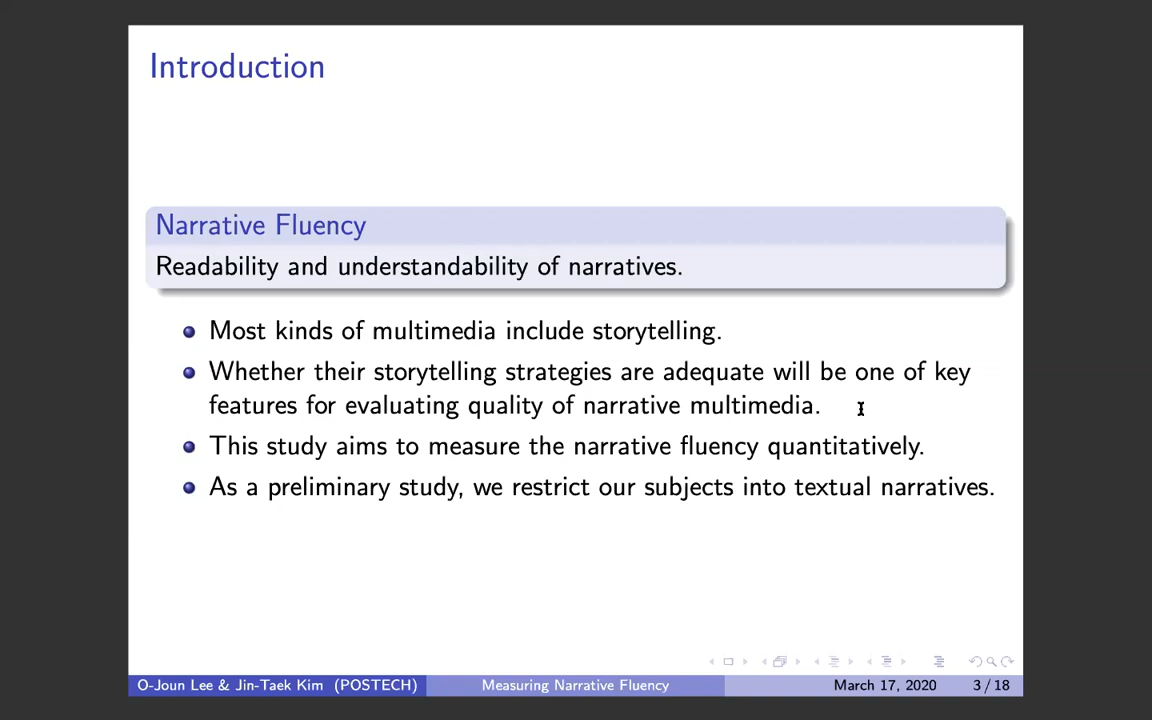 Introduction
Narrative Fluency
Readability and understandability of narratives.
Most kinds of multimedia include storytelling.
Whether their storytelling strategies are adequate will be one of key
features for evaluating quality of narrative multimedia.
This study aims to measure the narrative fluency quantitatively.
As a preliminary study, we restrict our subjects into textual narratives.
O-Joun Lee & Jin-Taek Kim (POSTECH) Measuring Narrative Fluency March 17, 2020 3 / 18